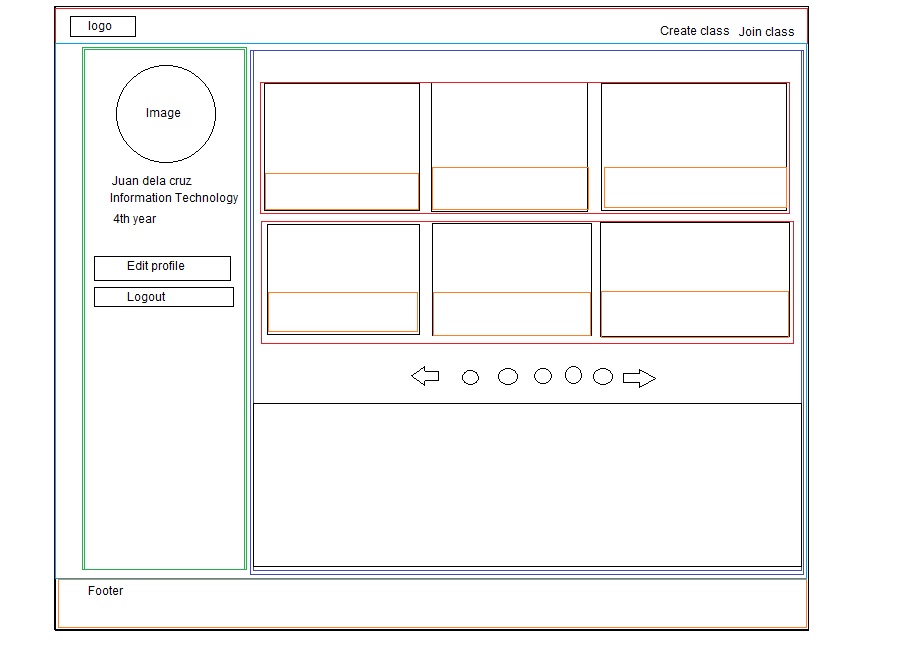 logo
Create class
Join class
Image
Juan dela cruz
Information Technology
4th year
Edit profile
Logout
Footer